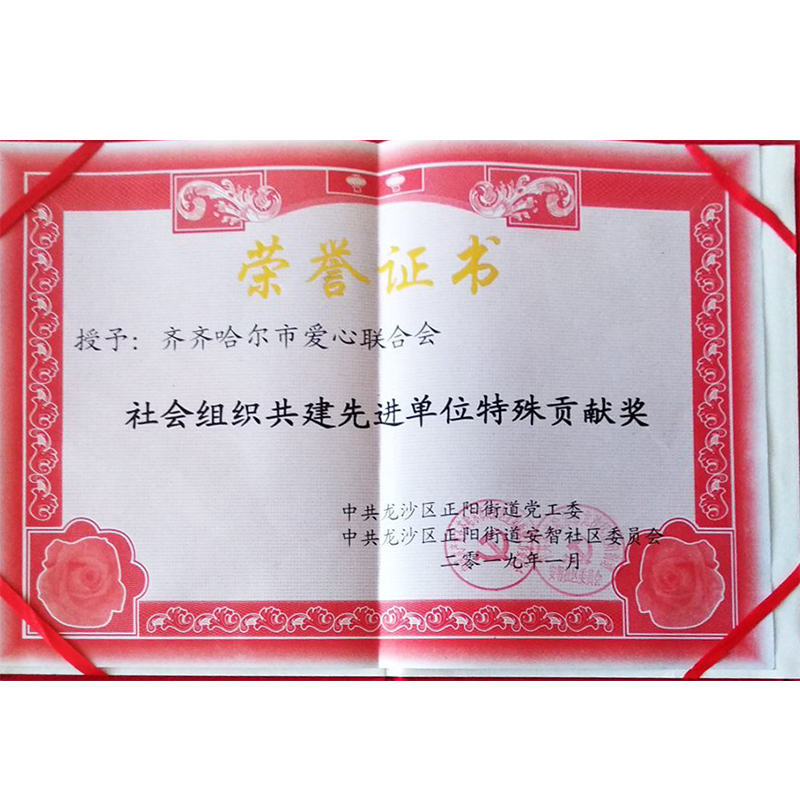 荣誉证书
授予：齐齐哈尔市爱心联合会
社会组织共建先进单位特殊贡献奖
中共龙沙区正阳街道党工委
中共龙沙区正阳街道安智社区委员会
二零一九年一月